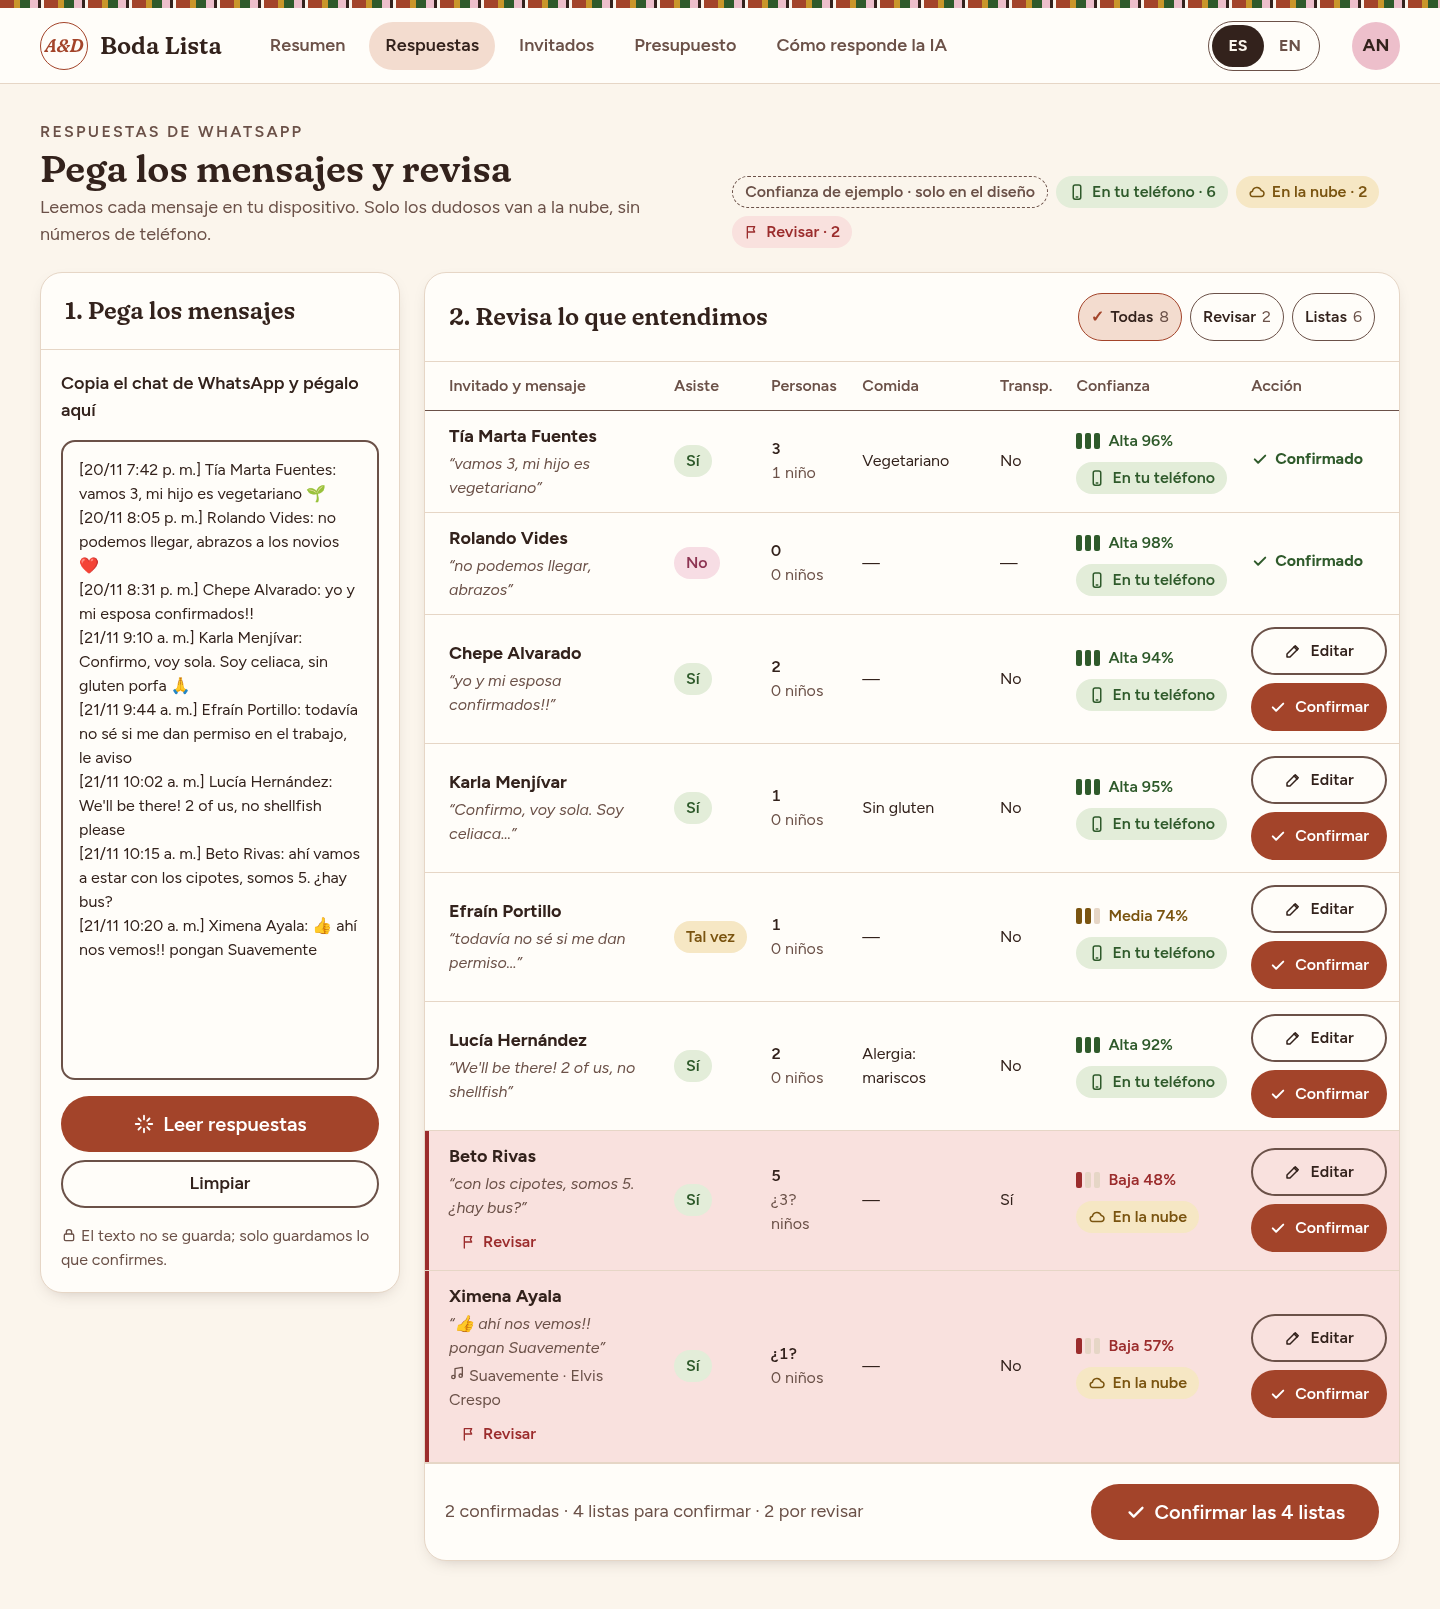 A&D Boda Lista Resumen Respuestas Invitados Presupuesto Cómo responde la IA ES EN AN
RESPUESTAS DE WHATSAPP
Pega los mensajes y revisa
Leemos cada mensaje en tu dispositivo. Solo los dudosos van a la nube, sin
números de teléfono.
Confianza de ejemplo · solo en el diseño En tu teléfono · 6 En la nube · 2
Revisar · 2
1. Pega los mensajes
Copia el chat de WhatsApp y pégalo
aquí
[20/11 7:42 p. m.] Tía Marta Fuentes:
vamos 3, mi hijo es vegetariano 🌱
[20/11 8:05 p. m.] Rolando Vides: no
podemos llegar, abrazos a los novios
❤️
[20/11 8:31 p. m.] Chepe Alvarado: yo y
mi esposa confirmados!!
[21/11 9:10 a. m.] Karla Menjívar:
Confirmo, voy sola. Soy celiaca, sin
gluten porfa 🙏
[21/11 9:44 a. m.] Efraín Portillo: todavía
no sé si me dan permiso en el trabajo,
le aviso
[21/11 10:02 a. m.] Lucía Hernández:
We'll be there! 2 of us, no shellfish
please
[21/11 10:15 a. m.] Beto Rivas: ahí vamos
a estar con los cipotes, somos 5. ¿hay
bus?
[21/11 10:20 a. m.] Ximena Ayala: 👍 ahí
nos vemos!! pongan Suavemente
Leer respuestas
Limpiar
El texto no se guarda; solo guardamos lo
que confirmes.
2. Revisa lo que entendimos
✓ Todas 8 Revisar 2 Listas 6
Invitado y mensaje Asiste Personas Comida Transp. Confianza Acción
Tía Marta Fuentes
“vamos 3, mi hijo es
vegetariano”
Sí
3
1 niño
Vegetariano
No
Alta 96%
En tu teléfono
Confirmado
Rolando Vides
“no podemos llegar,
abrazos”
No
0
0 niños
—
—
Alta 98%
En tu teléfono
Confirmado
Chepe Alvarado
“yo y mi esposa
confirmados!!”
Sí
2
0 niños
—
No
Alta 94%
En tu teléfono
Editar
Confirmar
Karla Menjívar
“Confirmo, voy sola. Soy
celiaca…”
Sí
1
0 niños
Sin gluten
No
Alta 95%
En tu teléfono
Editar
Confirmar
Efraín Portillo
“todavía no sé si me dan
permiso…”
Tal vez
1
0 niños
—
No
Media 74%
En tu teléfono
Editar
Confirmar
Lucía Hernández
“We'll be there! 2 of us, no
shellfish”
Sí
2
0 niños
Alergia:
mariscos
No
Alta 92%
En tu teléfono
Editar
Confirmar
Beto Rivas
“con los cipotes, somos 5.
¿hay bus?”
Revisar
Sí
5
¿3?
niños
—
Sí
Baja 48%
En la nube
Editar
Confirmar
Ximena Ayala
“👍 ahí nos vemos!!
pongan Suavemente”
Suavemente · Elvis
Crespo
Revisar
Sí
¿1?
0 niños
—
No
Baja 57%
En la nube
Editar
Confirmar
2 confirmadas · 4 listas para confirmar · 2 por revisar
Confirmar las 4 listas